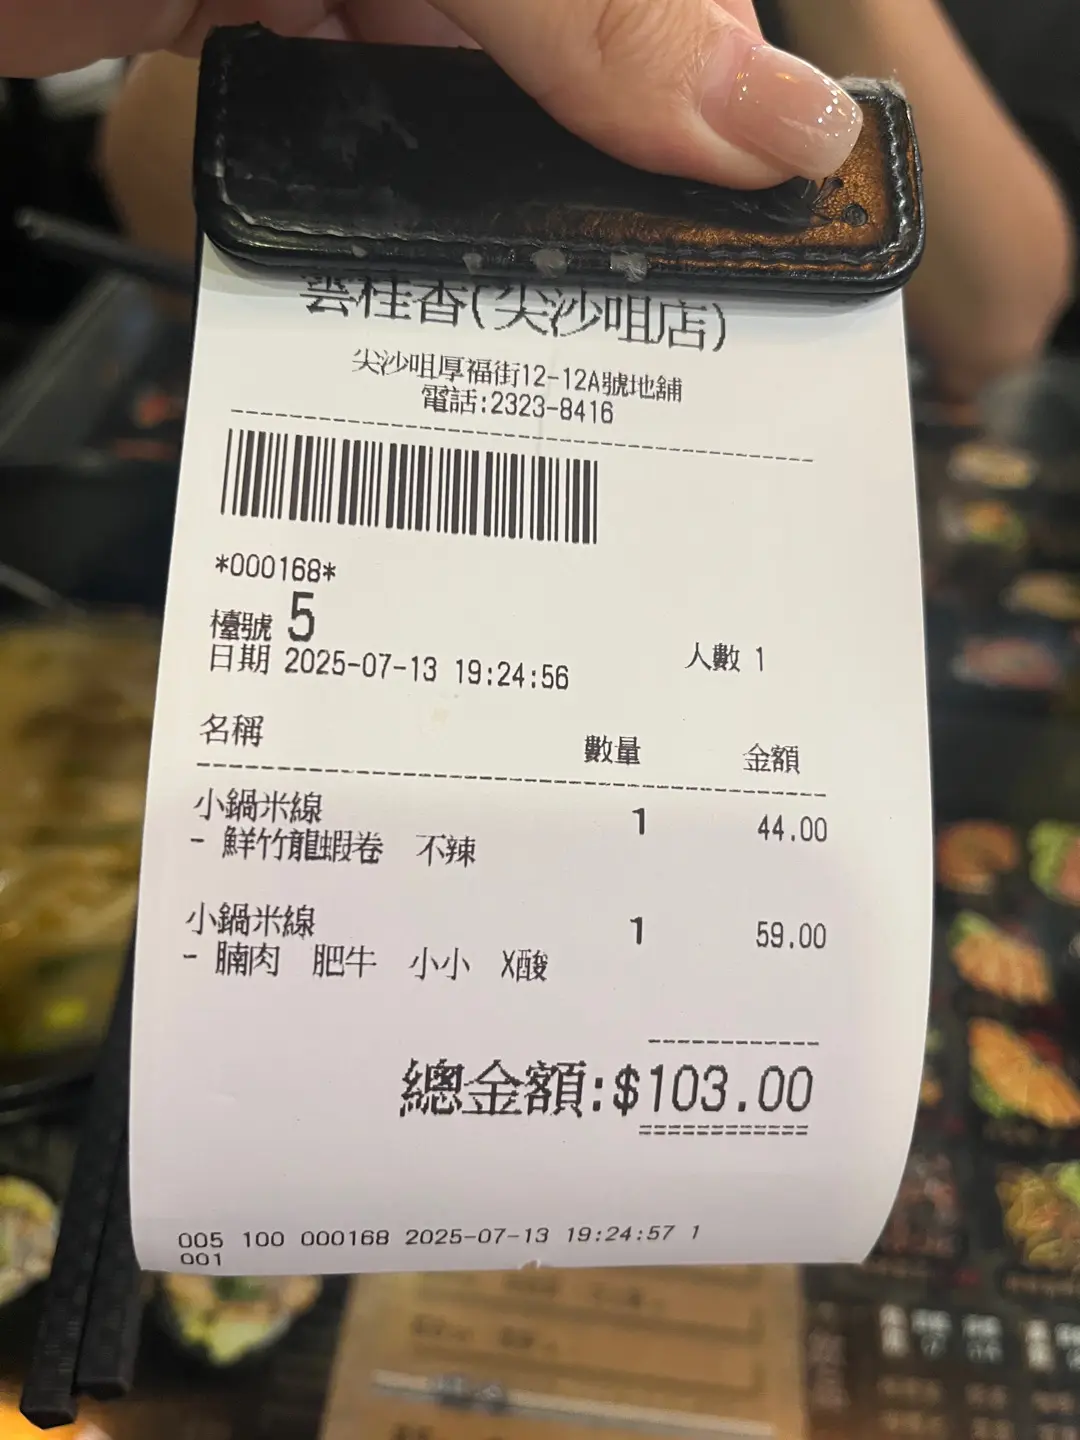 雲桂香(尖沙咀店)
尖沙咀厚福街12-12A號地舖
電話:2323-8416
*000168*
檯號 5
日期 2025-07-13 19:24:56 人數 1
名稱 數量 金額
小鍋米線 1 44.00
- 鮮竹龍蝦卷 不辣
小鍋米線 1 59.00
- 腩肉 肥牛 小小 X酸
總金額:$103.00
005 100 000168 2025-07-13 19:24:57 1
001